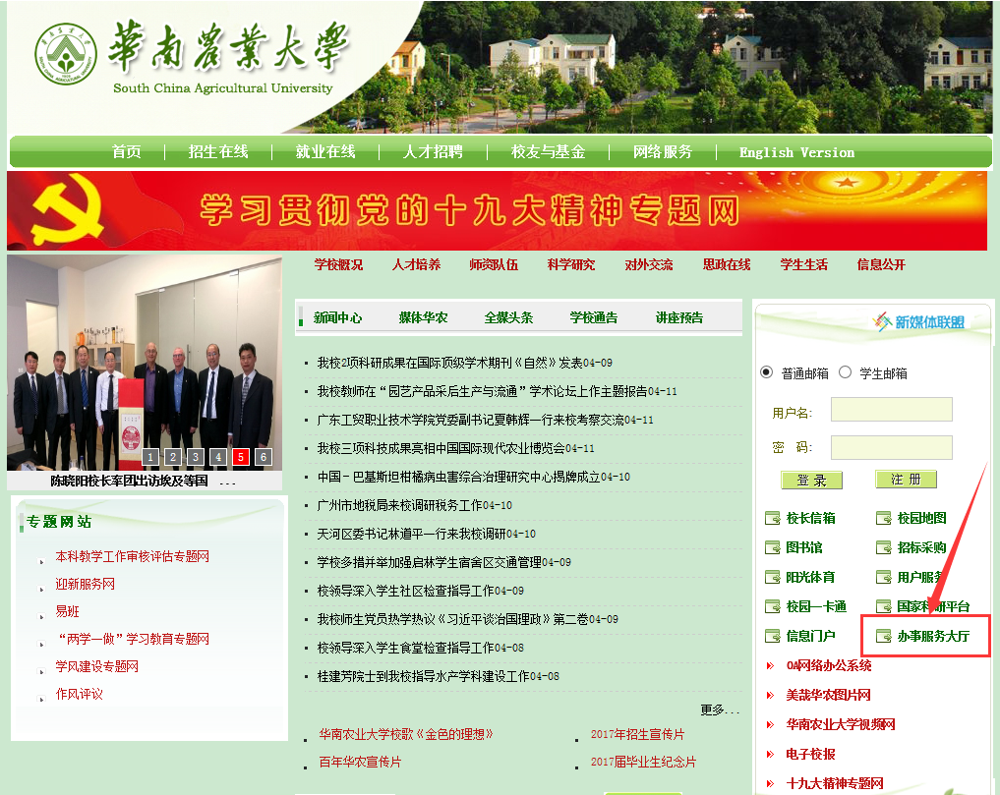 華南农業大學
South China Agricultural University
首页 招生在线 就业在线 人才招聘 校友与基金 网络服务 English Version
学习贯彻党的十九大精神专题网
学校概况 人才培养 师资队伍 科学研究 对外交流 思政在线 学生生活 信息公开
1 2 3 4 5 6
陈晓阳校长率团出访埃及等国 ...
专题网站
本科教学工作审核评估专题网
迎新服务网
易班
“两学一做”学习教育专题网
学风建设专题网
作风评议
新闻中心 媒体华农 全媒头条 学校通告 讲座预告
我校2项科研成果在国际顶级学术期刊《自然》发表04-09
我校教师在“园艺产品采后生产与流通”学术论坛上作主题报告04-11
广东工贸职业技术学院党委副书记夏韩辉一行来校考察交流04-11
我校三项科技成果亮相中国国际现代农业博览会04-11
中国－巴基斯坦柑橘病虫害综合治理研究中心揭牌成立04-10
广州市地税局来校调研税务工作04-10
天河区委书记林道平一行来我校调研04-10
学校多措并举加强启林学生宿舍区交通管理04-09
校领导深入学生社区检查指导工作04-09
我校师生党员热学热议《习近平谈治国理政》第二卷04-09
校领导深入学生食堂检查指导工作04-08
桂建芳院士到我校指导水产学科建设工作04-08
更多...
华南农业大学校歌《金色的理想》 2017年招生宣传片
百年华农宣传片 2017届毕业生纪念片
新媒体联盟
普通邮箱 学生邮箱
用户名:
密 码:
登 录 注 册
校长信箱 校园地图
图书馆 招标采购
阳光体育 用户服务
校园一卡通 国家科研平台
信息门户 办事服务大厅
OA网络办公系统
美哉华农图片网
华南农业大学视频网
电子校报
十九大精神专题网